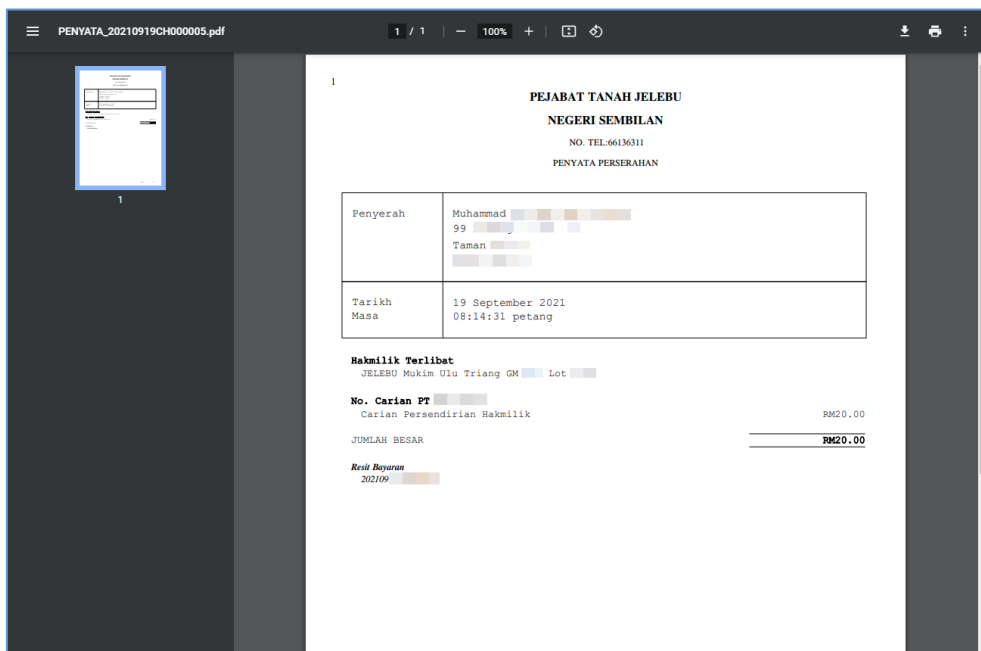 PENYATA_20210919CH000005.pdf
1 / 1 100%
1
1
PEJABAT TANAH JELEBU
NEGERI SEMBILAN
NO. TEL:66136311
PENYATA PERSERAHAN
Penyerah Muhammad
99
Taman
Tarikh 19 September 2021
Masa 08:14:31 petang
Hakmilik Terlibat
JELEBU Mukim Ulu Triang GM Lot
No. Carian PT
Carian Persendirian Hakmilik RM20.00
JUMLAH BESAR RM20.00
Resit Bayaran
202109